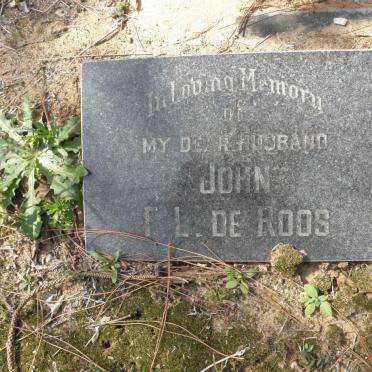 In Loving Memory
of
MY DEAR HUSBAND
JOHN
F. L. DE ROOS